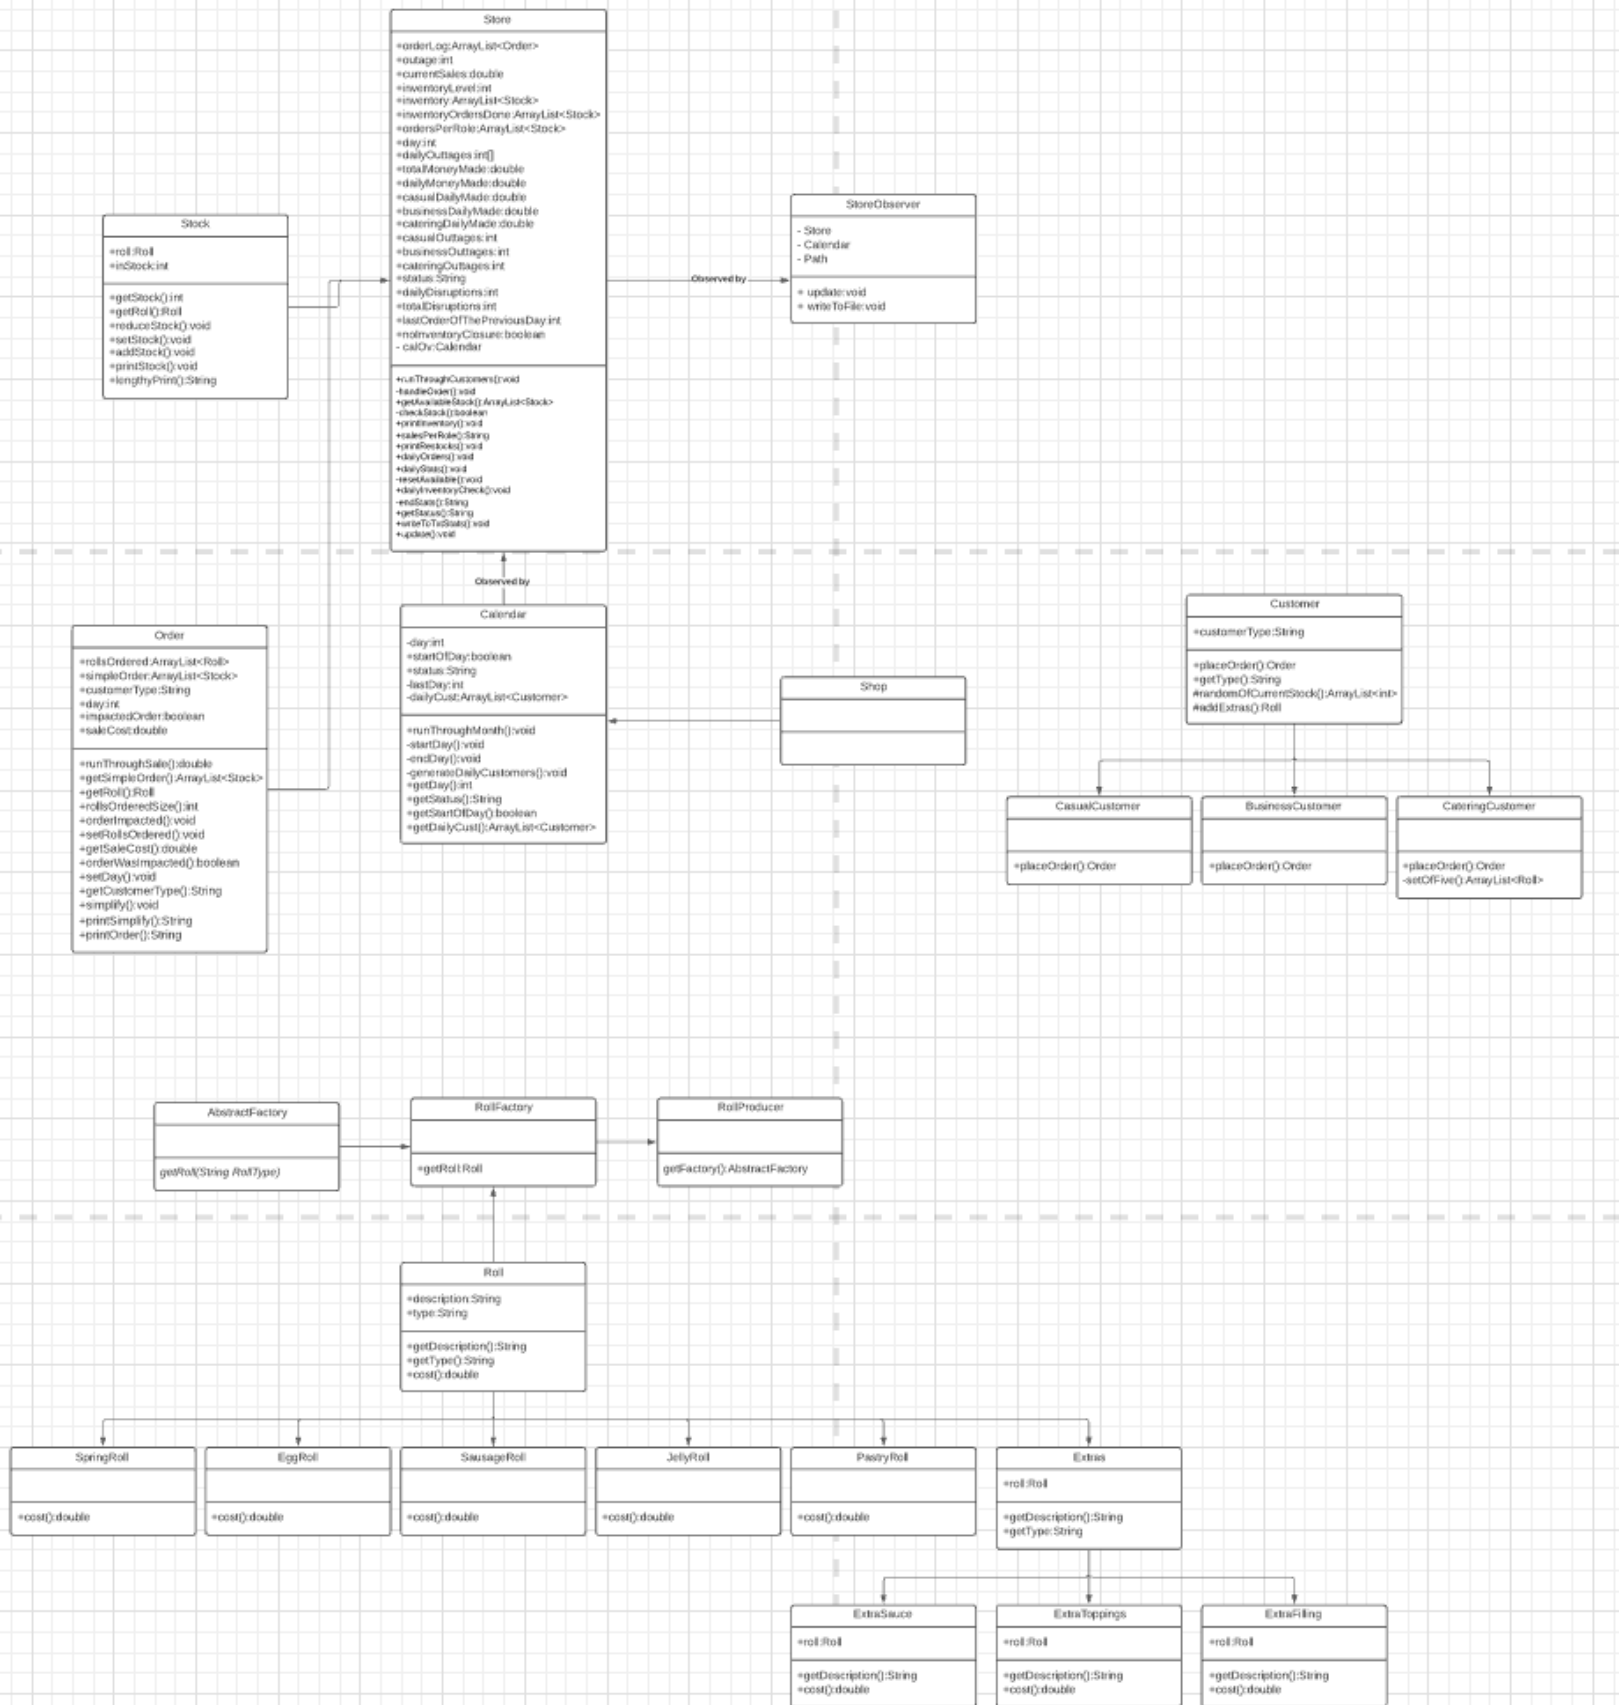 Store
+orderLog:ArrayList<Order>
+outage:int
+currentSales:double
+inventoryLevel:int
+inventory:ArrayList<Stock>
+inventoryOrdersDone:ArrayList<Stock>
+ordersPerRole:ArrayList<Stock>
+day:int
+dailyOuttages:int[]
+totalMoneyMade:double
+dailyMoneyMade:double
+casualDailyMade:double
+businessDailyMade:double
+cateringDailyMade:double
+casualOuttages:int
+businessOuttages:int
+cateringOuttages:int
+status:String
+dailyDisruptions:int
+totalDisruptions:int
+lastOrderOfThePreviousDay:int
+noInventoryClosure:boolean
- calOv:Calendar
+runThroughCustomers():void
-handleOrder():void
+getAvailableStock():ArrayList<Stock>
-checkStock():boolean
+printInventory():void
+salesPerRole():String
+printRestocks():void
+dailyOrders():void
+dailyStats():void
-resetAvailable():void
+dailyInventoryCheck():void
-endStats():String
+getStatus():String
+writeToTxtStats():void
+update():void
Stock
+roll:Roll
+inStock:int
+getStock():int
+getRoll():Roll
+reduceStock():void
+setStock():void
+addStock():void
+printStock():void
+lengthyPrint():String
Observed by
StoreObserver
- Store
- Calendar
- Path
+ update:void
+ writeToFile:void
Observed by
Calendar
-day:int
+startOfDay:boolean
+status:String
-lastDay:int
-dailyCust:ArrayList<Customer>
+runThroughMonth():void
-startDay():void
-endDay():void
-generateDailyCustomers():void
+getDay():int
+getStatus():String
+getStartOfDay():boolean
+getDailyCust():ArrayList<Customer>
Order
+rollsOrdered:ArrayList<Roll>
+simpleOrder:ArrayList<Stock>
+customerType:String
+day:int
+impactedOrder:boolean
+saleCost:double
+runThroughSale():double
+getSimpleOrder():ArrayList<Stock>
+getRoll():Roll
+rollsOrderedSize():int
+orderImpacted():void
+setRollsOrdered():void
+getSaleCost():double
+orderWasImpacted():boolean
+setDay():void
+getCustomerType():String
+simplify():void
+printSimplify():String
+printOrder():String
Shop
Customer
+customerType:String
+placeOrder():Order
+getType():String
#randomOfCurrentStock():ArrayList<int>
#addExtras():Roll
CasualCustomer
+placeOrder():Order
BusinessCustomer
+placeOrder():Order
CateringCustomer
+placeOrder():Order
-setOfFive():ArrayList<Roll>
AbstractFactory
getRoll(String RollType)
RollFactory
+getRoll:Roll
RollProducer
getFactory():AbstractFactory
Roll
+description:String
+type:String
+getDescription():String
+getType():String
+cost():double
SpringRoll
+cost():double
EggRoll
+cost():double
SausageRoll
+cost():double
JellyRoll
+cost():double
PastryRoll
+cost():double
Extras
+roll:Roll
+getDescription():String
+getType:String
ExtraSauce
+roll:Roll
+getDescription():String
+cost():double
ExtraToppings
+roll:Roll
+getDescription():String
+cost():double
ExtraFilling
+roll:Roll
+getDescription():String
+cost():double